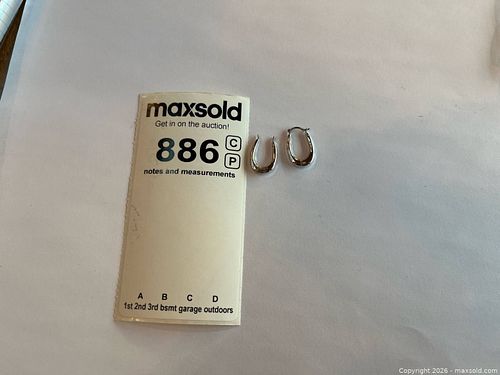 maxsold
Get in on the auction!
886
C
P
notes and measurements
A B C D
1st 2nd 3rd bsmt garage outdoors
Copyright 2026 - maxsold.com